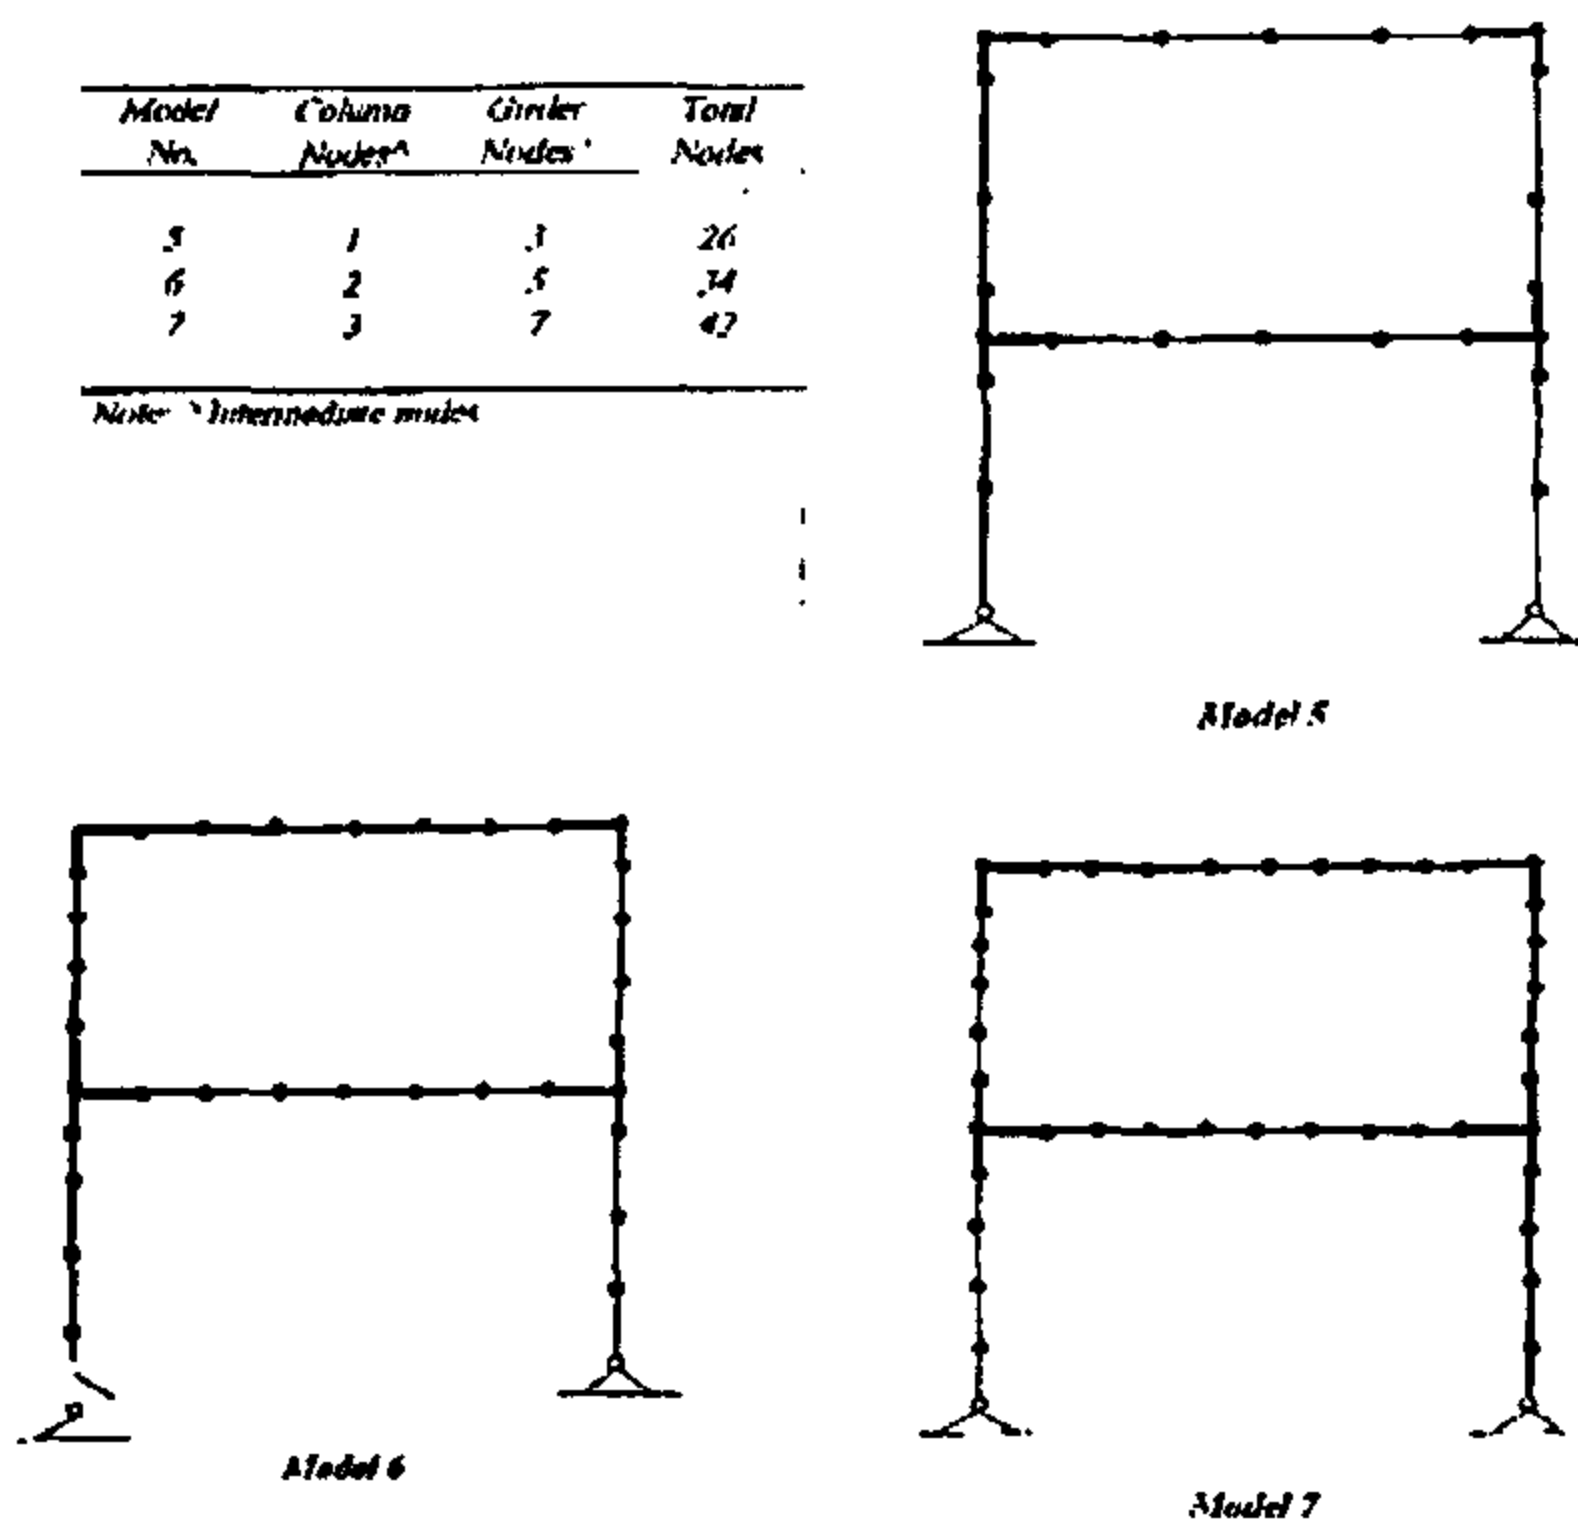 Model Column Girder Total
No. Nodes* Nodes* Nodes
5 1 3 26
6 2 5 34
7 3 7 42
Note: * Intermediate nodes
Model 5
Model 6
Model 7